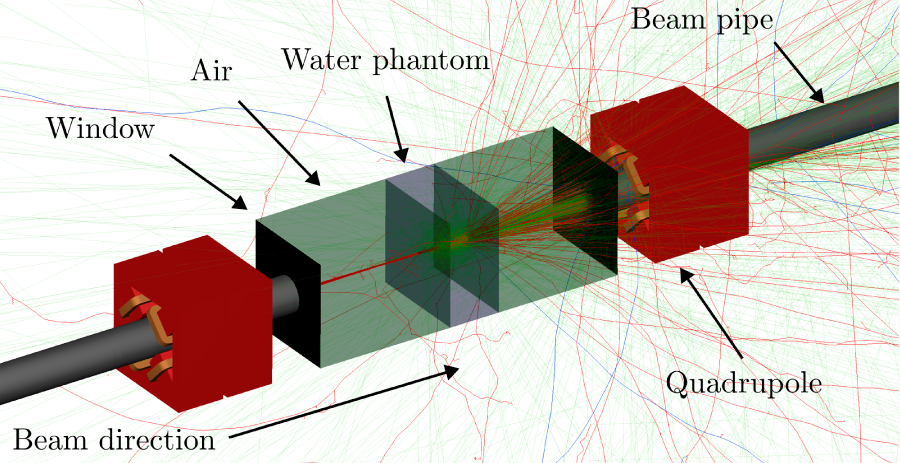 Beam pipe
Water phantom
Air
Window
Quadrupole
Beam direction